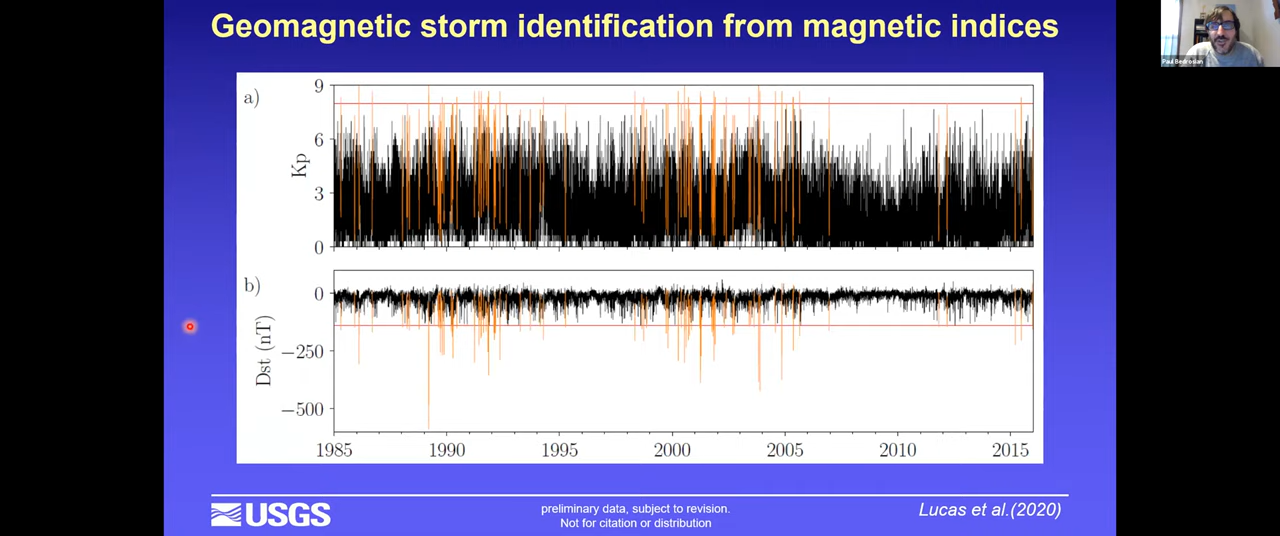 Geomagnetic storm identification from magnetic indices
Paul Bedrosian
a)
9
6
3
0
Kp
b)
0
−250
−500
Dst (nT)
1985 1990 1995 2000 2005 2010 2015
USGS
preliminary data, subject to revision.
Not for citation or distribution
Lucas et al.(2020)